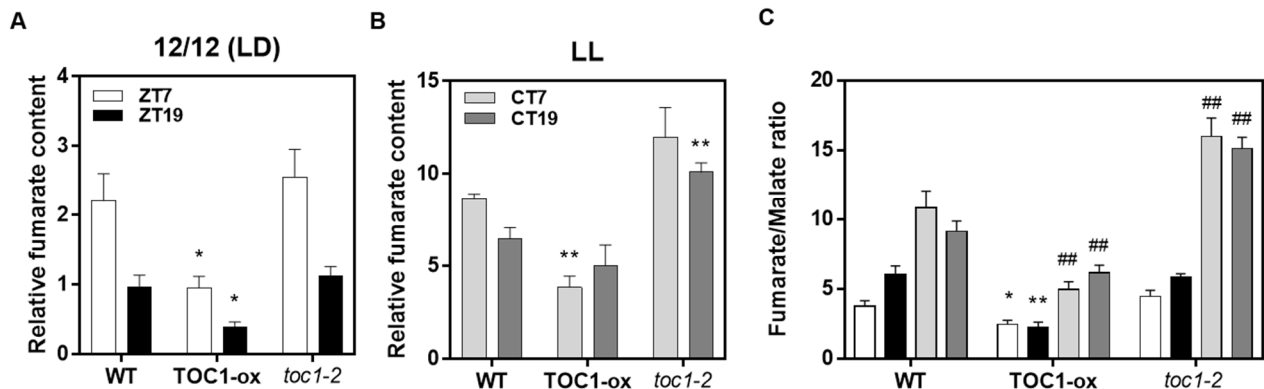 A
12/12 (LD)
Relative fumarate content
4
3
2
1
0
ZT7
ZT19
*
*
WT
TOC1-ox
toc1-2
B
LL
Relative fumarate content
15
10
5
0
CT7
CT19
**
**
WT
TOC1-ox
toc1-2
C
Fumarate/Malate ratio
20
15
10
5
0
*
**
##
##
##
##
WT
TOC1-ox
toc1-2